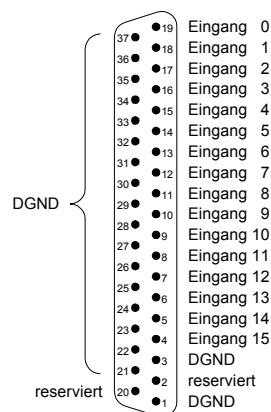 19 Eingang 0
37
18 Eingang 1
36
17 Eingang 2
35
16 Eingang 3
34
15 Eingang 4
33
14 Eingang 5
32
13 Eingang 6
31
12 Eingang 7
30
11 Eingang 8
DGND
29
10 Eingang 9
28
9 Eingang 10
27
8 Eingang 11
26
7 Eingang 12
25
6 Eingang 13
24
5 Eingang 14
23
4 Eingang 15
22
3 DGND
21
2 reserviert
reserviert 20
1 DGND